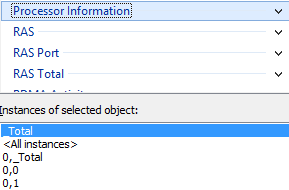 Processor Information
RAS
RAS Port
RAS Total
Instances of selected object:
_Total
<All instances>
0,_Total
0,0
0,1